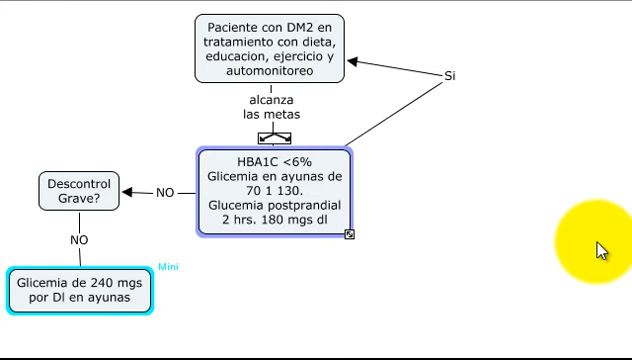 Paciente con DM2 en
tratamiento con dieta,
educacion, ejercicio y
automonitoreo
Si
alcanza
las metas
HBA1C <6%
Glicemia en ayunas de
70 1 130.
Glucemia postprandial
2 hrs. 180 mgs dl
NO
Descontrol
Grave?
NO
Mini
Glicemia de 240 mgs
por Dl en ayunas